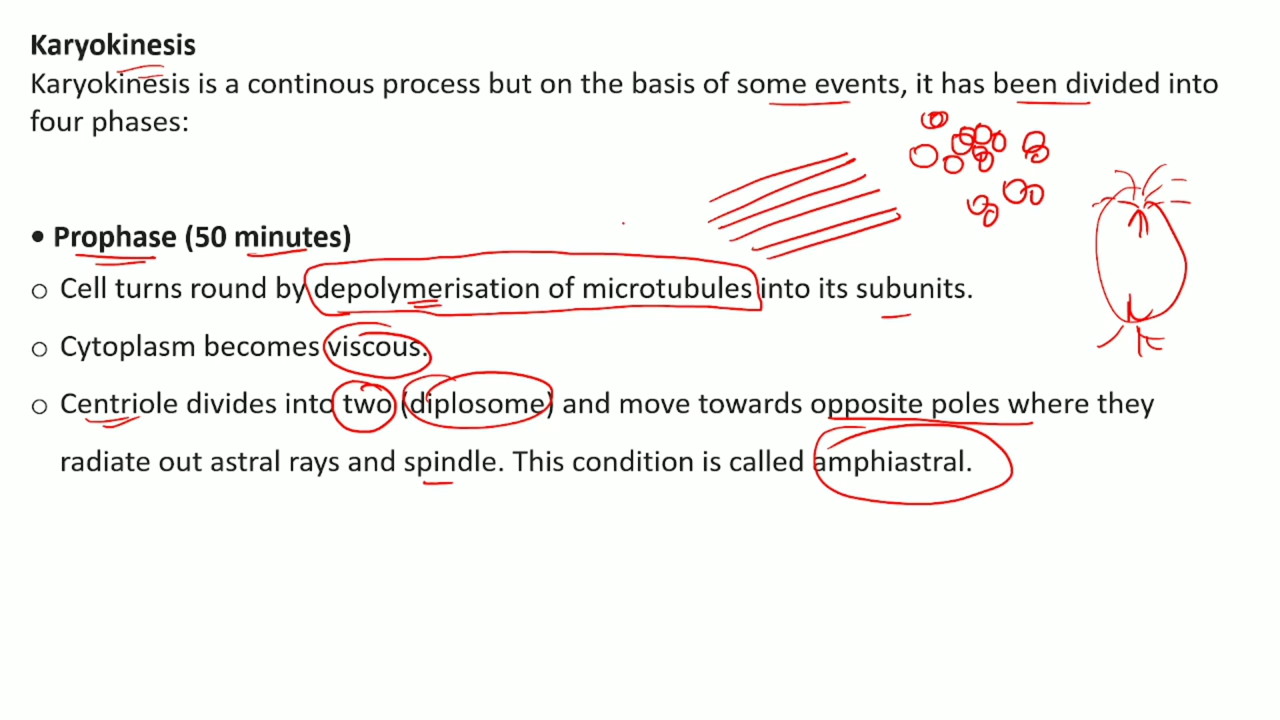 Karyokinesis
Karyokinesis is a continous process but on the basis of some events, it has been divided into
four phases:
• Prophase (50 minutes)
o Cell turns round by depolymerisation of microtubules into its subunits.
o Cytoplasm becomes viscous.
o Centriole divides into two (diplosome) and move towards opposite poles where they
radiate out astral rays and spindle. This condition is called amphiastral.